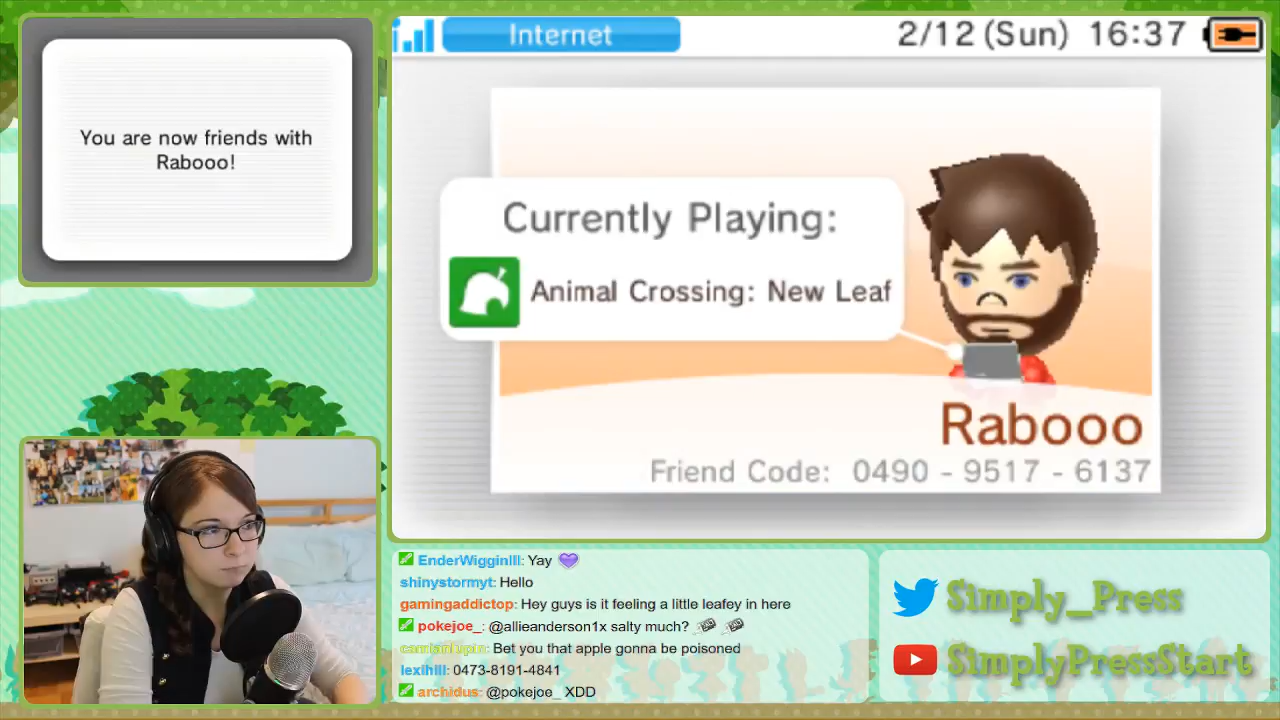 You are now friends with
Rabooo!
Internet
2/12 (Sun) 16:37
Currently Playing:
Animal Crossing: New Leaf
Rabooo
Friend Code: 0490 - 9517 - 6137
EnderWigginIII: Yay
shinystormyt: Hello
gamingaddictop: Hey guys is it feeling a little leafey in here
pokejoe_: @allieanderson1x salty much?
Bet you that apple gonna be poisoned
lexihill: 0473-8191-4841
archidus: @pokejoe_ XDD
Simply_Press
SimplyPressStart